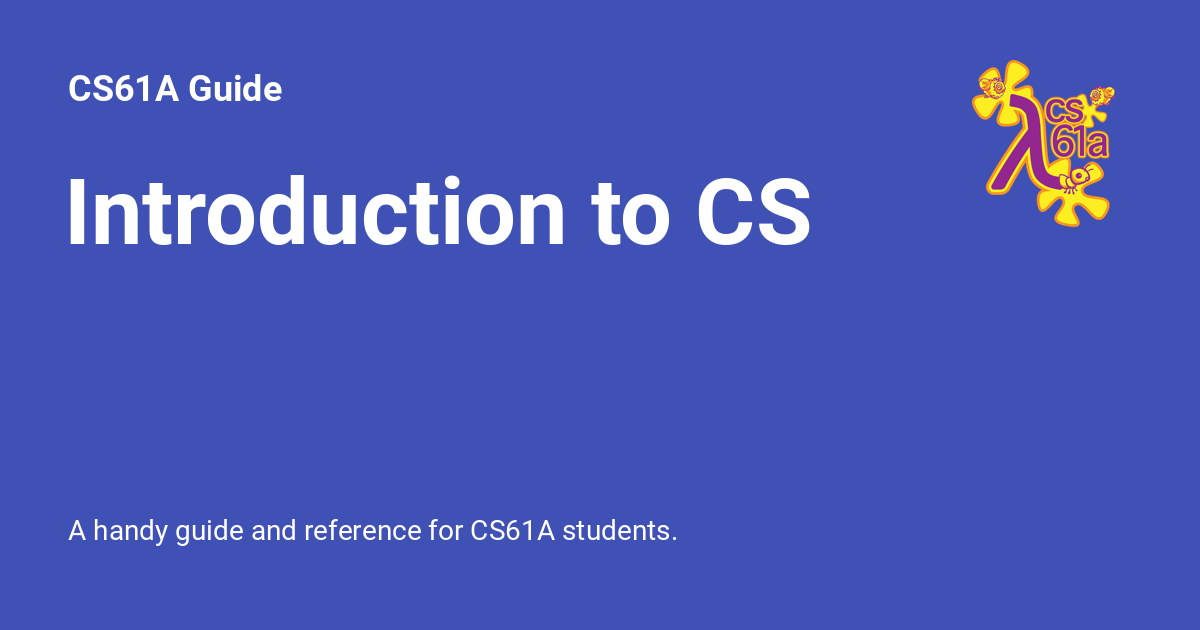 CS61A Guide
Introduction to CS
λ cs
61a
A handy guide and reference for CS61A students.